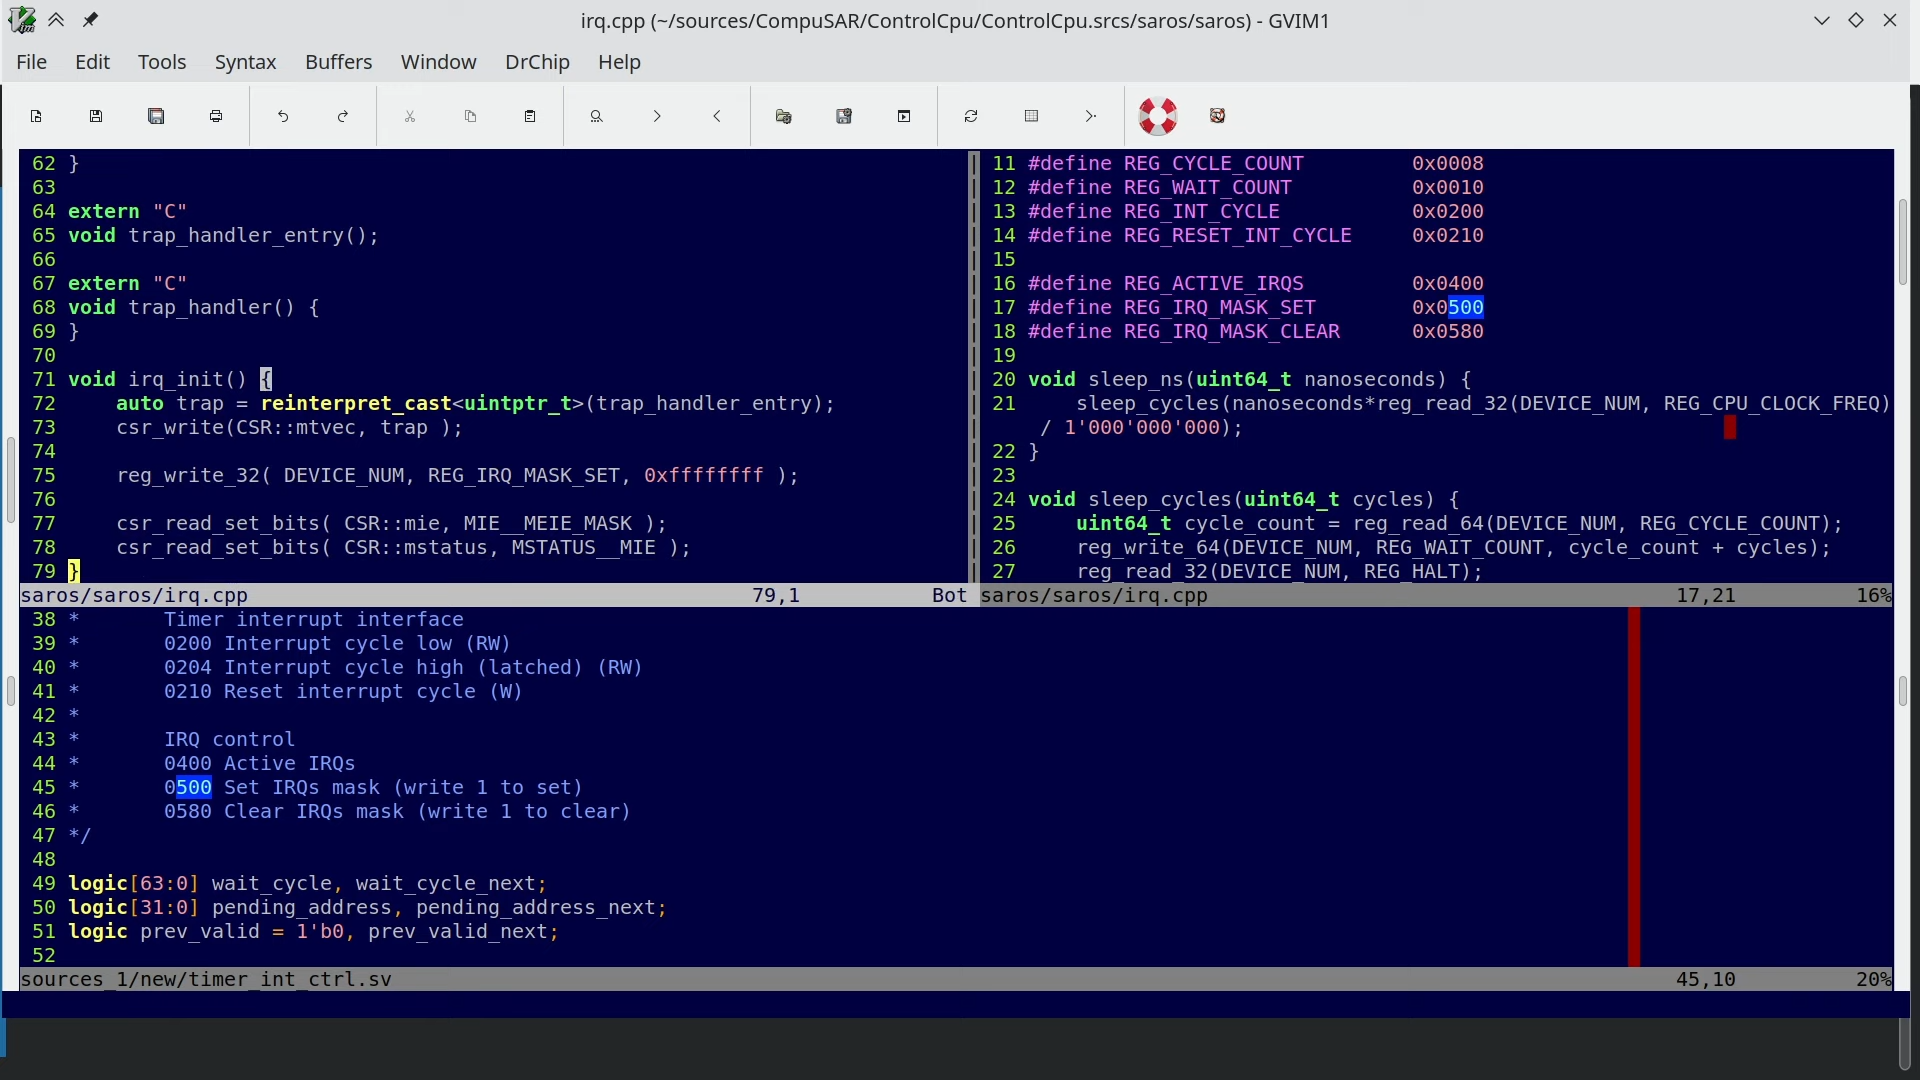 irq.cpp (~/sources/CompuSAR/ControlCpu/ControlCpu.srcs/saros/saros) - GVIM1
File Edit Tools Syntax Buffers Window DrChip Help
62 }
63
64 extern "C"
65 void trap_handler_entry();
66
67 extern "C"
68 void trap_handler() {
69 }
70
71 void irq_init() {
72     auto trap = reinterpret_cast<uintptr_t>(trap_handler_entry);
73     csr_write(CSR::mtvec, trap );
74
75     reg_write_32( DEVICE_NUM, REG_IRQ_MASK_SET, 0xffffffff );
76
77     csr_read_set_bits( CSR::mie, MIE__MEIE_MASK );
78     csr_read_set_bits( CSR::mstatus, MSTATUS__MIE );
79 }
saros/saros/irq.cpp 79,1 Bot
11 #define REG_CYCLE_COUNT         0x0008
12 #define REG_WAIT_COUNT          0x0010
13 #define REG_INT_CYCLE           0x0200
14 #define REG_RESET_INT_CYCLE     0x0210
15
16 #define REG_ACTIVE_IRQS         0x0400
17 #define REG_IRQ_MASK_SET        0x0500
18 #define REG_IRQ_MASK_CLEAR      0x0580
19
20 void sleep_ns(uint64_t nanoseconds) {
21     sleep_cycles(nanoseconds*reg_read_32(DEVICE_NUM, REG_CPU_CLOCK_FREQ)
/ 1'000'000'000);
22 }
23
24 void sleep_cycles(uint64_t cycles) {
25     uint64_t cycle_count = reg_read_64(DEVICE_NUM, REG_CYCLE_COUNT);
26     reg_write_64(DEVICE_NUM, REG_WAIT_COUNT, cycle_count + cycles);
27     reg_read_32(DEVICE_NUM, REG_HALT);
saros/saros/irq.cpp 17,21 16%
38 *       Timer interrupt interface
39 *       0200 Interrupt cycle low (RW)
40 *       0204 Interrupt cycle high (latched) (RW)
41 *       0210 Reset interrupt cycle (W)
42 *
43 *       IRQ control
44 *       0400 Active IRQs
45 *       0500 Set IRQs mask (write 1 to set)
46 *       0580 Clear IRQs mask (write 1 to clear)
47 */
48
49 logic[63:0] wait_cycle, wait_cycle_next;
50 logic[31:0] pending_address, pending_address_next;
51 logic prev_valid = 1'b0, prev_valid_next;
52
sources_1/new/timer_int_ctrl.sv 45,10 20%